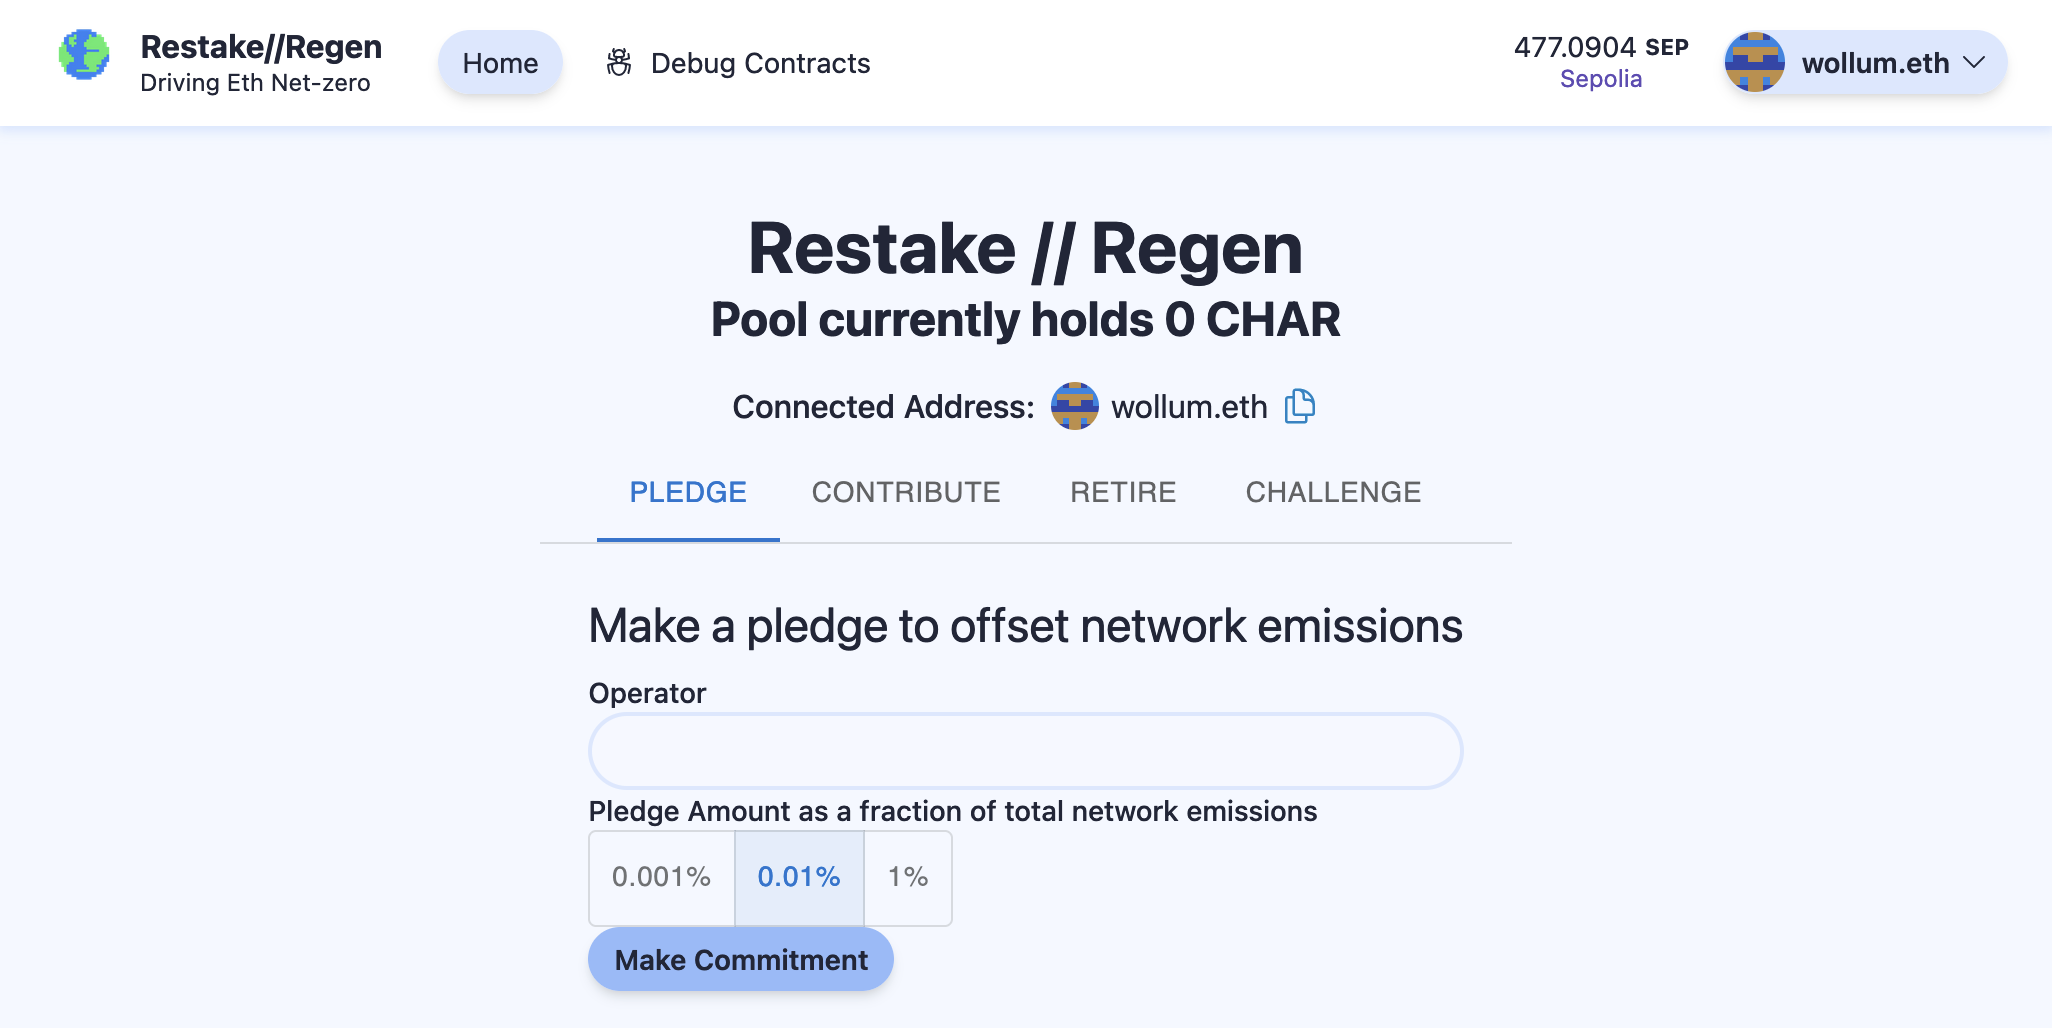 Restake//Regen
Driving Eth Net-zero
Home
Debug Contracts
477.0904 SEP
Sepolia
wollum.eth
Restake // Regen
Pool currently holds 0 CHAR
Connected Address: wollum.eth
PLEDGE CONTRIBUTE RETIRE CHALLENGE
Make a pledge to offset network emissions
Operator
Pledge Amount as a fraction of total network emissions
0.001% 0.01% 1%
Make Commitment